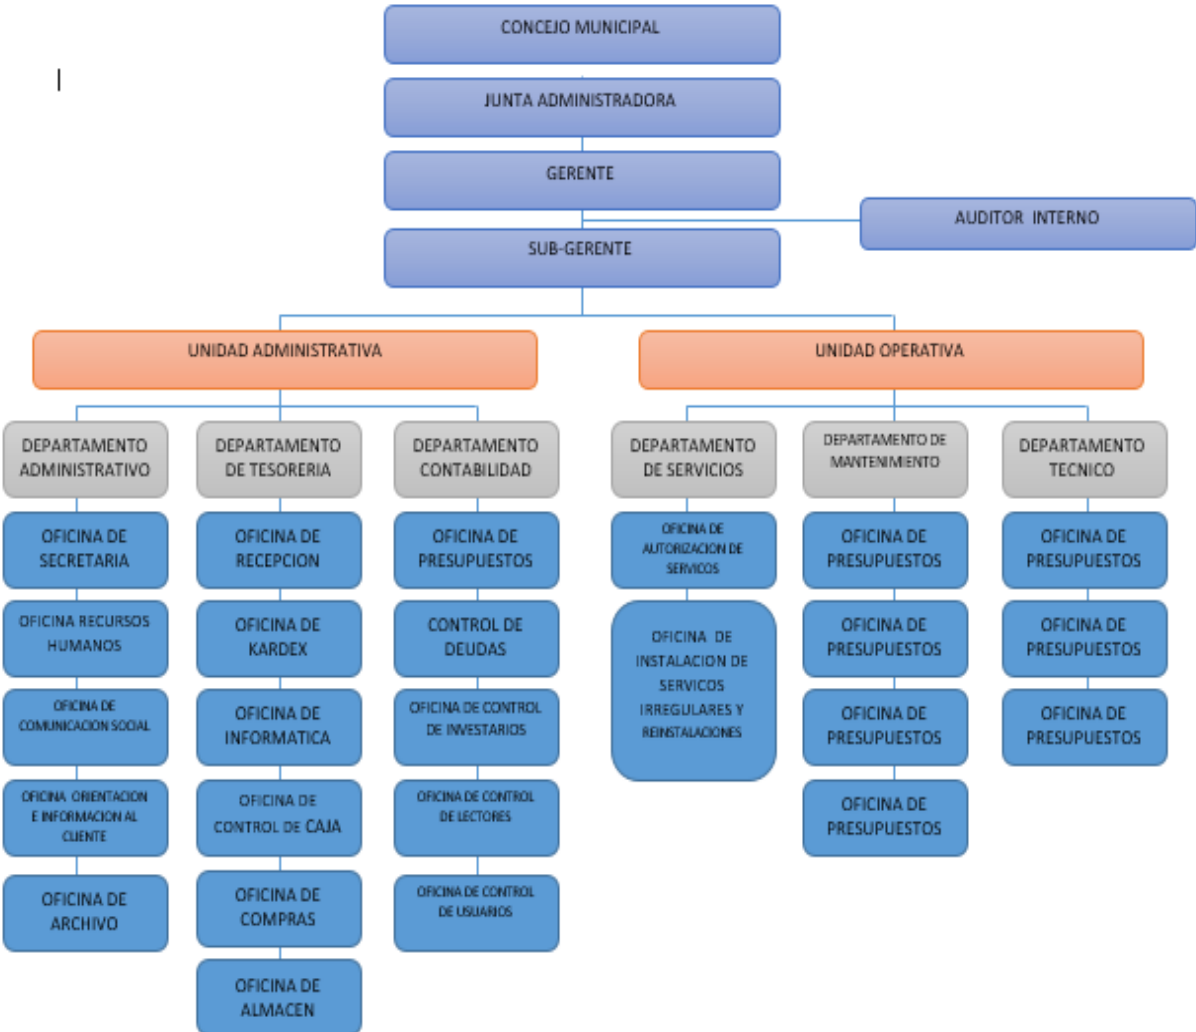 CONCEJO MUNICIPAL
JUNTA ADMINISTRADORA
GERENTE
AUDITOR INTERNO
SUB-GERENTE
UNIDAD ADMINISTRATIVA
UNIDAD OPERATIVA
DEPARTAMENTO
ADMINISTRATIVO
DEPARTAMENTO
DE TESORERIA
DEPARTAMENTO
CONTABILIDAD
DEPARTAMENTO
DE SERVICIOS
DEPARTAMENTO DE
MANTENIMIENTO
DEPARTAMENTO
TECNICO
OFICINA DE
SECRETARIA
OFICINA RECURSOS
HUMANOS
OFICINA DE
COMUNICACION SOCIAL
OFICINA ORIENTACION
E INFORMACION AL
CLIENTE
OFICINA DE
ARCHIVO
OFICINA DE
RECEPCION
OFICINA DE
KARDEX
OFICINA DE
INFORMATICA
OFICINA DE
CONTROL DE CAJA
OFICINA DE
COMPRAS
OFICINA DE
ALMACEN
OFICINA DE
PRESUPUESTOS
CONTROL DE
DEUDAS
OFICINA DE CONTROL
DE INVESTARIOS
OFICINA DE CONTROL
DE LECTORES
OFICINA DE CONTROL
DE USUARIOS
OFICINA DE
AUTORIZACION DE
SERVICOS
OFICINA DE
INSTALACION DE
SERVICOS
IRREGULARES Y
REINSTALACIONES
OFICINA DE
PRESUPUESTOS
OFICINA DE
PRESUPUESTOS
OFICINA DE
PRESUPUESTOS
OFICINA DE
PRESUPUESTOS
OFICINA DE
PRESUPUESTOS
OFICINA DE
PRESUPUESTOS
OFICINA DE
PRESUPUESTOS